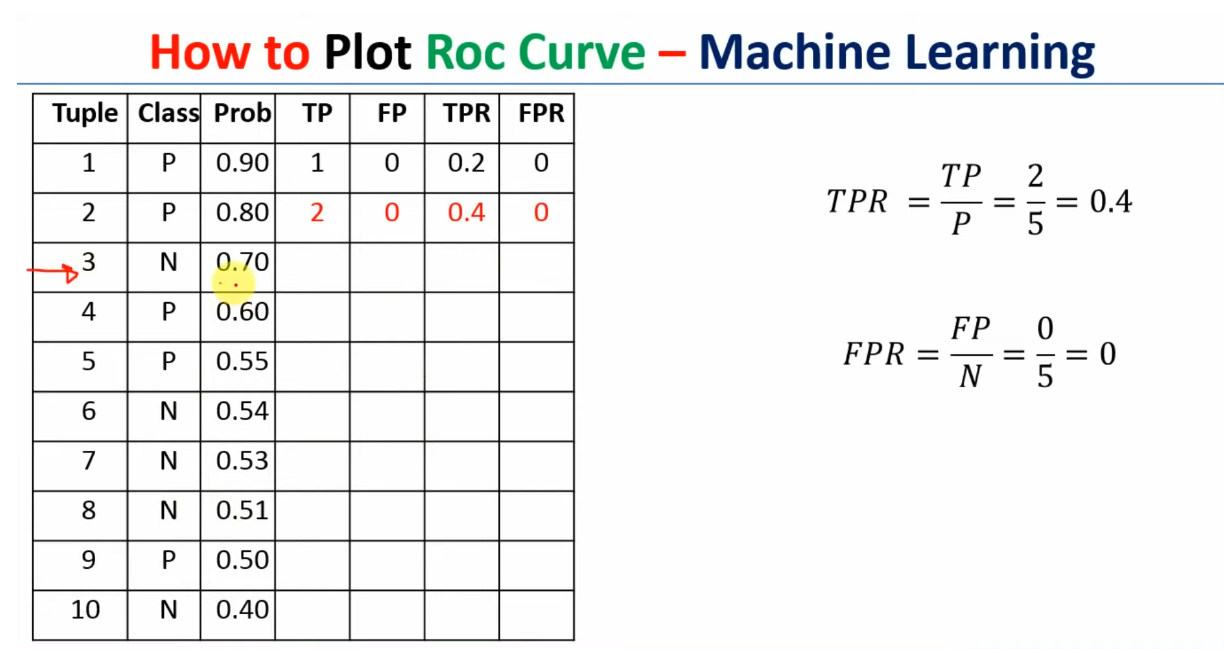 How to Plot Roc Curve – Machine Learning
Tuple Class Prob TP FP TPR FPR
1 P 0.90 1 0 0.2 0
2 P 0.80 2 0 0.4 0
3 N 0.70
4 P 0.60
5 P 0.55
6 N 0.54
7 N 0.53
8 N 0.51
9 P 0.50
10 N 0.40
TPR = TP/P = 2/5 = 0.4
FPR = FP/N = 0/5 = 0